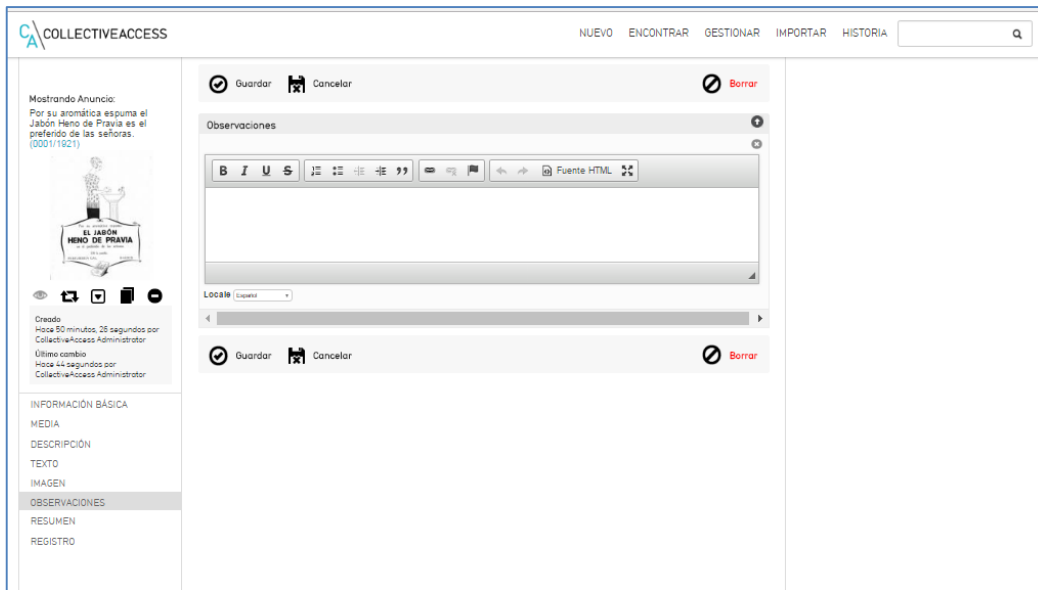 CA COLLECTIVEACCESS
NUEVO ENCONTRAR GESTIONAR IMPORTAR HISTORIA
Mostrando Anuncio:
Por su aromática espuma el
Jabón Heno de Pravia es el
preferido de las señoras.
(0001/1921)
EL JABÓN
HENO DE PRAVIA
Creado
Hace 50 minutos, 26 segundos por
CollectiveAccess Administrator
Último cambio
Hace 44 segundos por
CollectiveAccess Administrator
INFORMACIÓN BÁSICA
MEDIA
DESCRIPCIÓN
TEXTO
IMAGEN
OBSERVACIONES
RESUMEN
REGISTRO
Guardar Cancelar Borrar
Observaciones
B I U S Fuente HTML
Locale Español
Guardar Cancelar Borrar